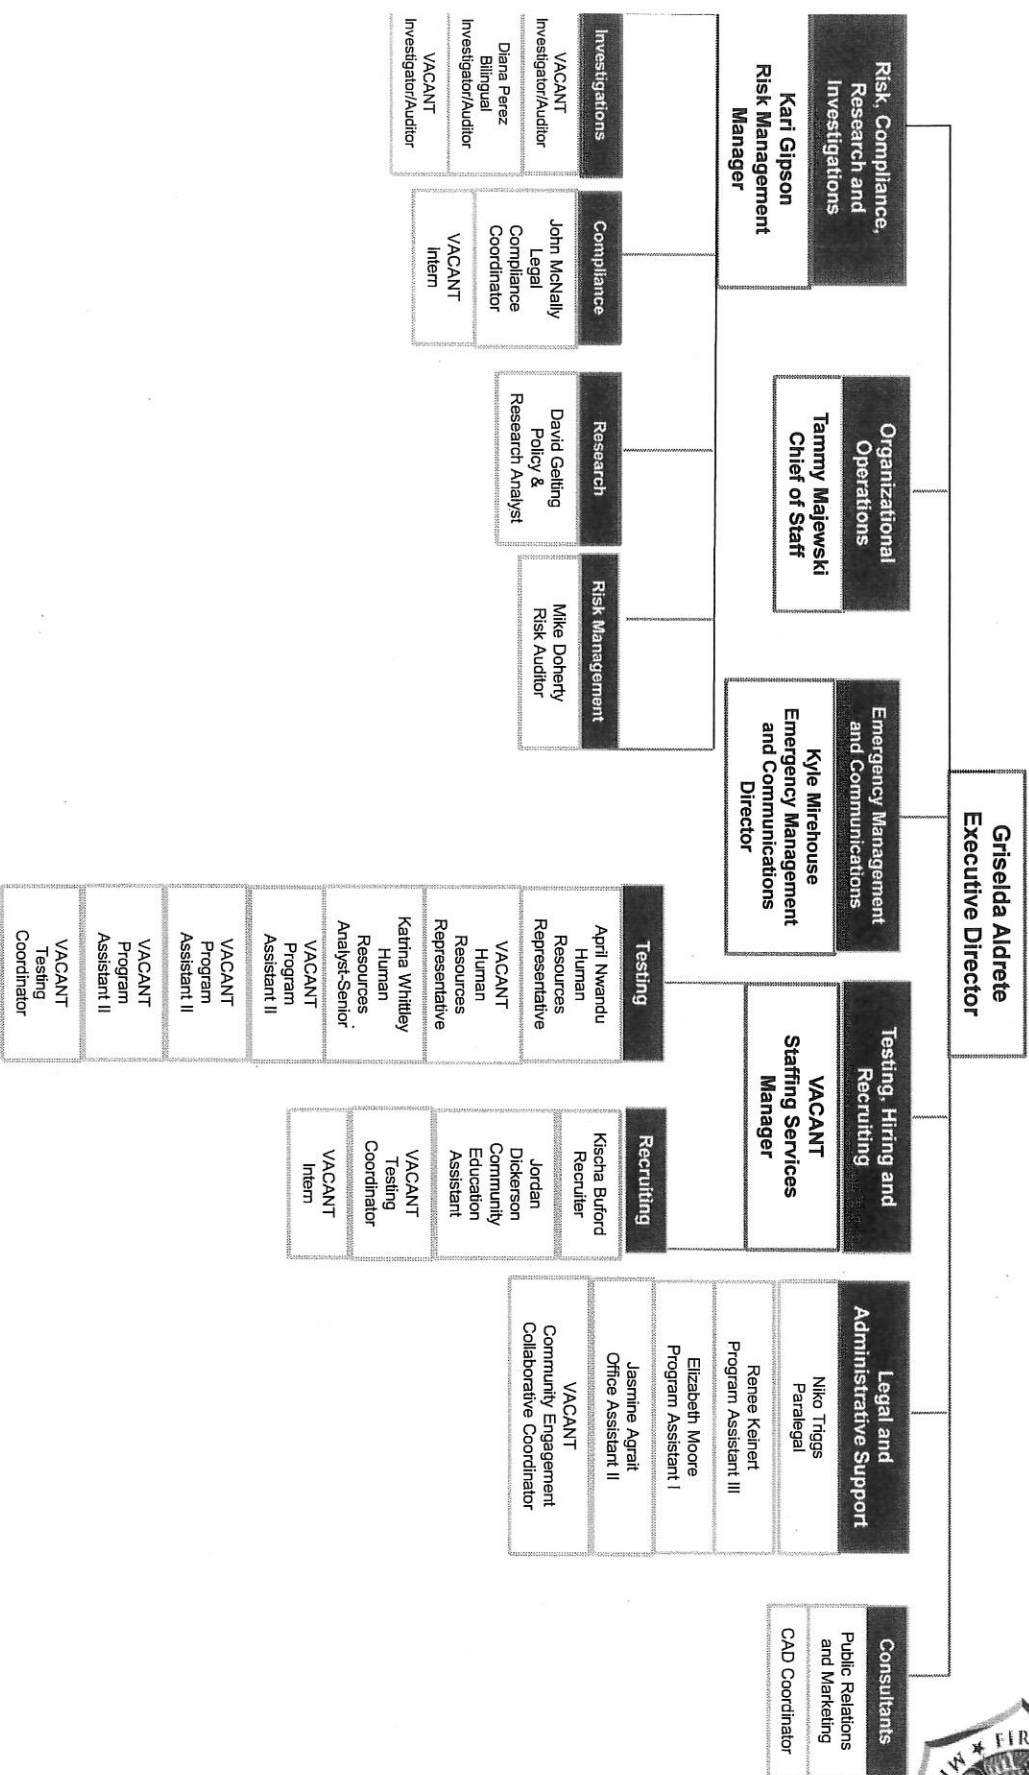 Griselda Aldrete
Executive Director
Risk, Compliance,
Research and
Investigations
Kari Gipson
Risk Management
Manager
Investigations
VACANT
Investigator/Auditor
Diana Perez
Bilingual
Investigator/Auditor
VACANT
Investigator/Auditor
Compliance
John McNally
Legal
Compliance
Coordinator
VACANT
Intern
Research
David Gelting
Policy &
Research Analyst
Risk Management
Mike Doherty
Risk Auditor
Organizational
Operations
Tammy Majewski
Chief of Staff
Emergency Management
and Communications
Kyle Mirehouse
Emergency Management
and Communications
Director
Testing, Hiring and
Recruiting
VACANT
Staffing Services
Manager
Testing
April Nwandu
Human
Resources
Representative
VACANT
Human
Resources
Representative
Katrina Whittley
Human
Resources
Analyst-Senior
VACANT
Program
Assistant II
VACANT
Program
Assistant II
VACANT
Program
Assistant II
VACANT
Testing
Coordinator
Recruiting
Kischa Buford
Recruiter
Jordan
Dickerson
Community
Education
Assistant
VACANT
Testing
Coordinator
VACANT
Intern
Legal and
Administrative Support
Niko Triggs
Paralegal
Renee Keinert
Program Assistant III
Elizabeth Moore
Program Assistant I
Jasmine Agrait
Office Assistant II
VACANT
Community Engagement
Collaborative Coordinator
Consultants
Public Relations
and Marketing
CAD Coordinator